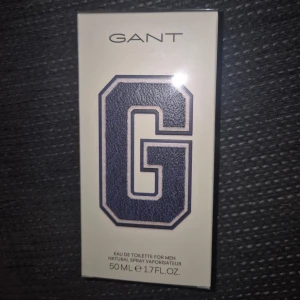 GANT
G
EAU DE TOILETTE FOR MEN
NATURAL SPRAY VAPORISATEUR
50 ML ℮ 1.7 FL.OZ.